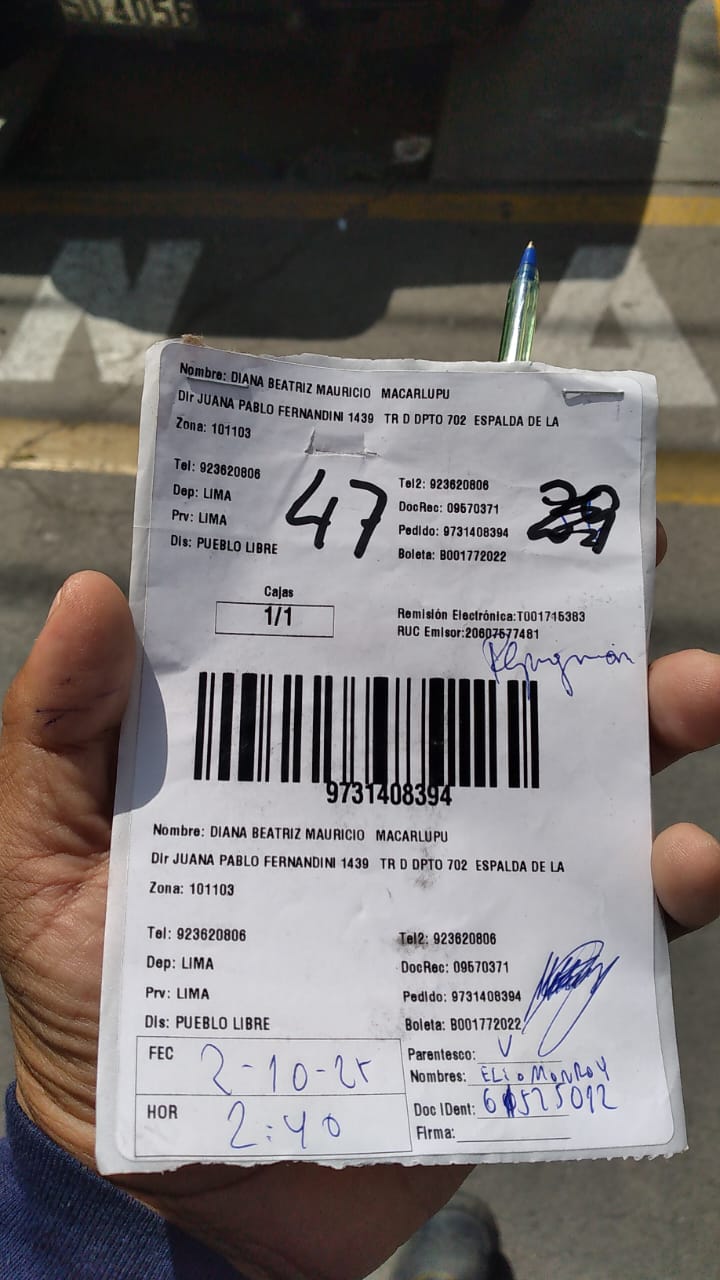 SU 4056
N A
Nombre: DIANA BEATRIZ MAURICIO MACARLUPU
Dir JUANA PABLO FERNANDINI 1439 TR D DPTO 702 ESPALDA DE LA
Zona: 101103
Tel: 923620806
Tel2: 923620806
Dep: LIMA
47
DocRec: 09570371
Prv: LIMA
Pedido: 9731408394
Dis: PUEBLO LIBRE
Boleta: B001772022
Cajas
1/1
Remisión Electrónica:T001715383
RUC Emisor:20607677481
9731408394
Nombre: DIANA BEATRIZ MAURICIO MACARLUPU
Dir JUANA PABLO FERNANDINI 1439 TR D DPTO 702 ESPALDA DE LA
Zona: 101103
Tel: 923620806
Tel2: 923620806
Dep: LIMA
DocRec: 09570371
Prv: LIMA
Pedido: 9731408394
Dis: PUEBLO LIBRE
Boleta: B001772022
FEC 2-10-25
Parentesco: V
Nombres: ELIO MONROY
HOR 2:40
Doc IDent:
Firma: